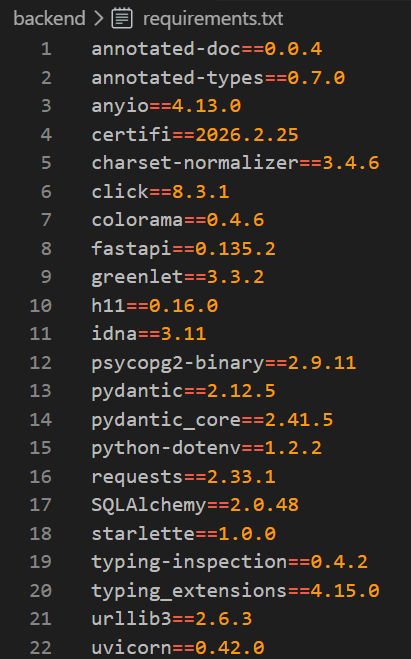 backend > requirements.txt
1 annotated-doc==0.0.4
2 annotated-types==0.7.0
3 anyio==4.13.0
4 certifi==2026.2.25
5 charset-normalizer==3.4.6
6 click==8.3.1
7 colorama==0.4.6
8 fastapi==0.135.2
9 greenlet==3.3.2
10 h11==0.16.0
11 idna==3.11
12 psycopg2-binary==2.9.11
13 pydantic==2.12.5
14 pydantic_core==2.41.5
15 python-dotenv==1.2.2
16 requests==2.33.1
17 SQLAlchemy==2.0.48
18 starlette==1.0.0
19 typing-inspection==0.4.2
20 typing_extensions==4.15.0
21 urllib3==2.6.3
22 uvicorn==0.42.0